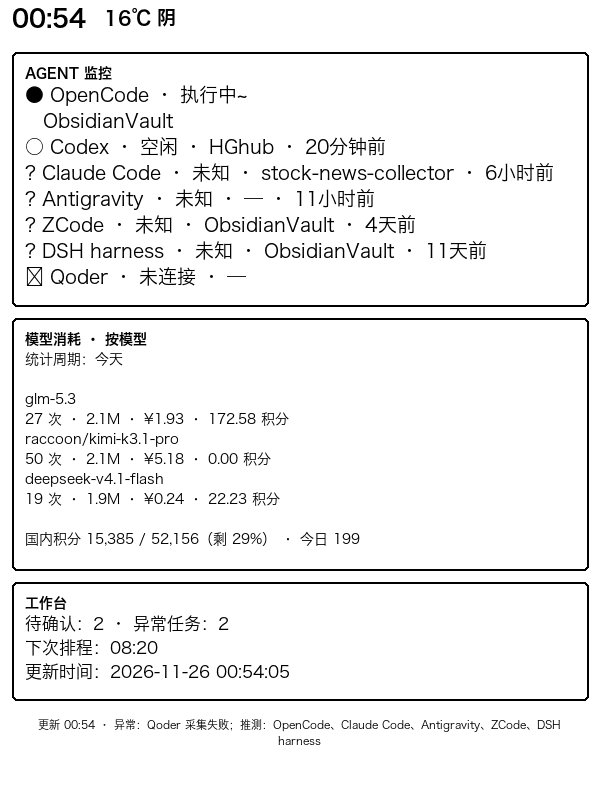 00:54 16℃ 阴
AGENT 监控
● OpenCode · 执行中~
ObsidianVault
○ Codex · 空闲 · HGhub · 20分钟前
? Claude Code · 未知 · stock-news-collector · 6小时前
? Antigravity · 未知 · — · 11小时前
? ZCode · 未知 · ObsidianVault · 4天前
? DSH harness · 未知 · ObsidianVault · 11天前
☒ Qoder · 未连接 · —
模型消耗 · 按模型
统计周期：今天
glm-5.3
27 次 · 2.1M · ¥1.93 · 172.58 积分
raccoon/kimi-k3.1-pro
50 次 · 2.1M · ¥5.18 · 0.00 积分
deepseek-v4.1-flash
19 次 · 1.9M · ¥0.24 · 22.23 积分
国内积分 15,385 / 52,156（剩 29%） · 今日 199
工作台
待确认：2 · 异常任务：2
下次排程：08:20
更新时间：2026-11-26 00:54:05
更新 00:54 · 异常：Qoder 采集失败；推测：OpenCode、Claude Code、Antigravity、ZCode、DSH
harness